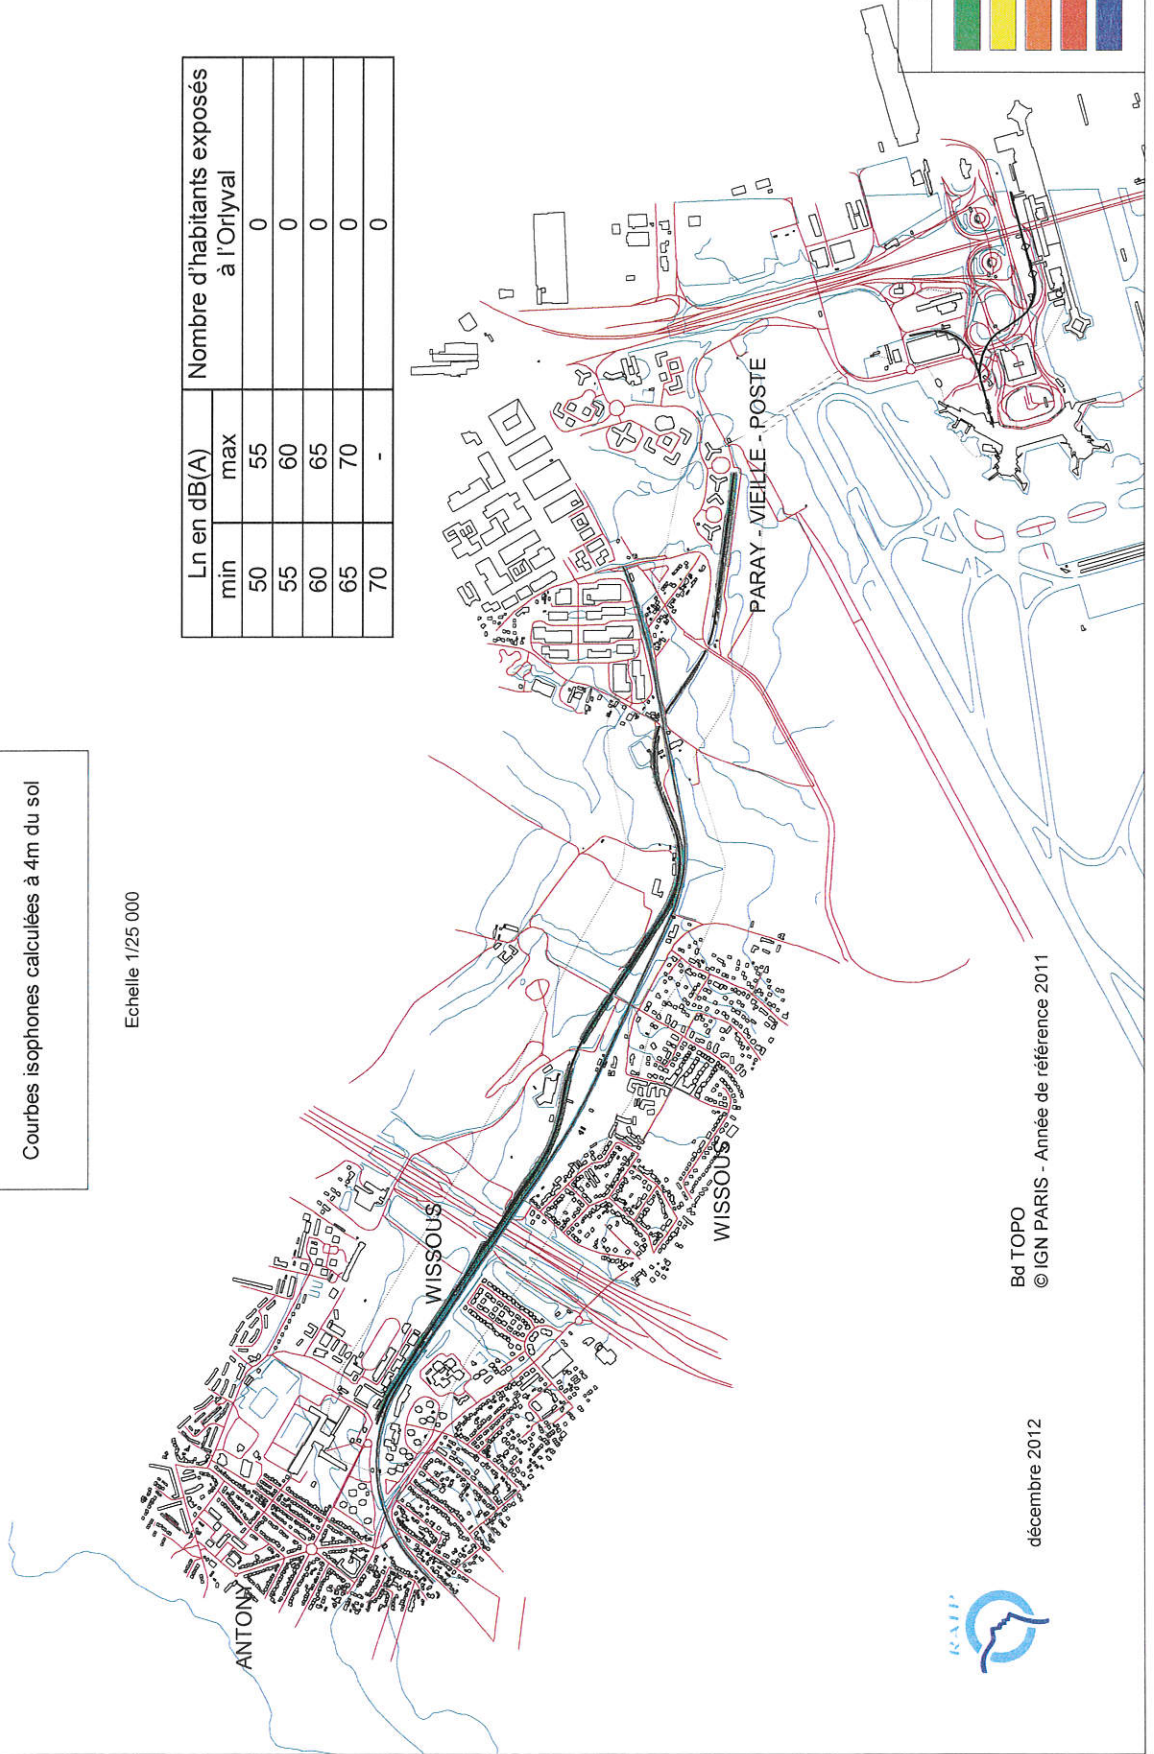 Courbes isophones calculées à 4m du sol
Echelle 1/25 000
Ln en dB(A) Nombre d'habitants exposés
à l'Orlyval
min max
50 55 0
55 60 0
60 65 0
65 70 0
70 - 0
ANTONY
WISSOUS
WISSOUS
PARAY - VIEILLE - POSTE
RATP
décembre 2012
Bd TOPO
© IGN PARIS - Année de référence 2011